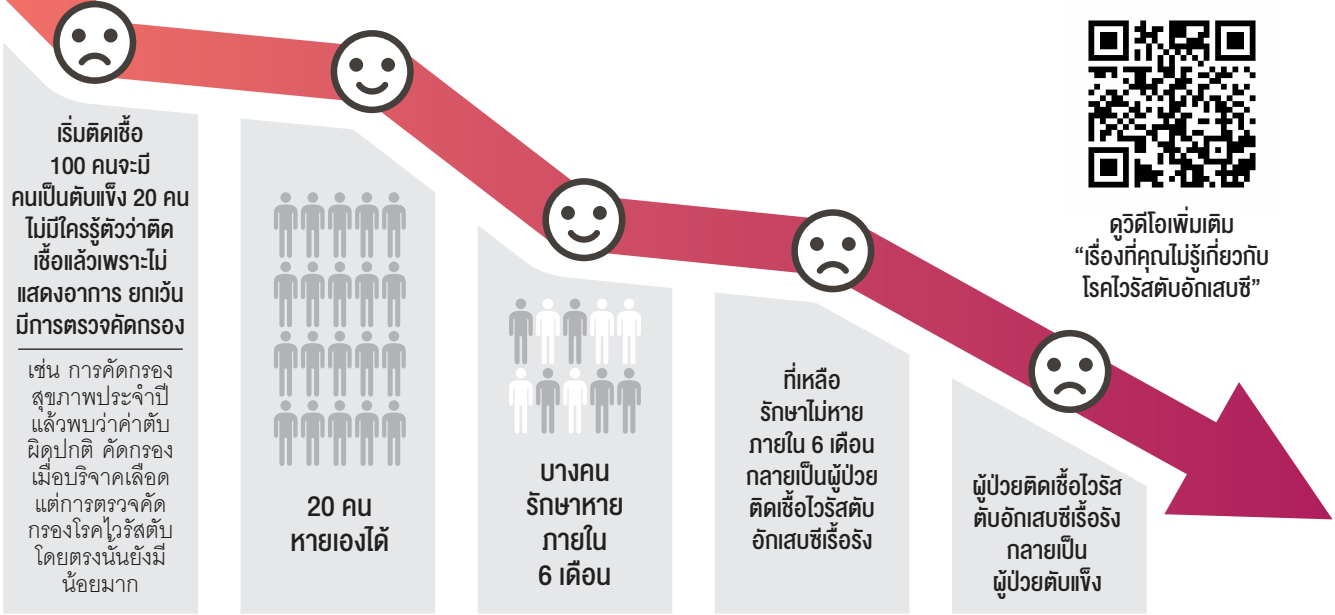 เริ่มติดเชื้อ
100 คนจะมี
คนเป็นตับแข็ง 20 คน
ไม่มีใครรู้ตัวว่าติด
เชื้อแล้วเพราะไม่
แสดงอาการ ยกเว้น
มีการตรวจคัดกรอง
เช่น การคัดกรอง
สุขภาพประจำปี
แล้วพบว่าค่าตับ
ผิดปกติ คัดกรอง
เมื่อบริจาคเลือด
แต่การตรวจคัด
กรองโรคไวรัสตับ
โดยตรงนั้นยังมี
น้อยมาก
20 คน
หายเองได้
บางคน
รักษาหาย
ภายใน
6 เดือน
ที่เหลือ
รักษาไม่หาย
ภายใน 6 เดือน
กลายเป็นผู้ป่วย
ติดเชื้อไวรัสตับ
อักเสบซีเรื้อรัง
ผู้ป่วยติดเชื้อไวรัส
ตับอักเสบซีเรื้อรัง
กลายเป็น
ผู้ป่วยตับแข็ง
ดูวิดีโอเพิ่มเติม
“เรื่องที่คุณไม่รู้เกี่ยวกับ
โรคไวรัสตับอักเสบซี”